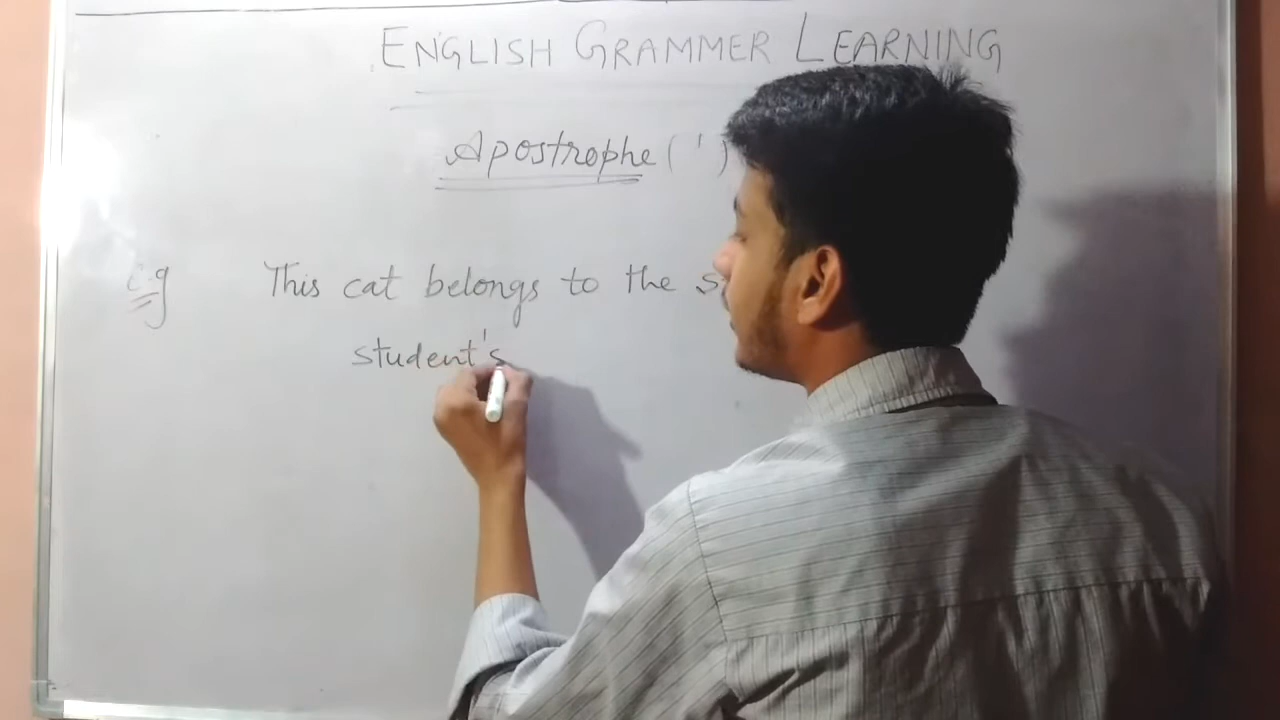 ENGLISH GRAMMER LEARNING
Apostrophe (')
e.g This cat belongs to the
student's